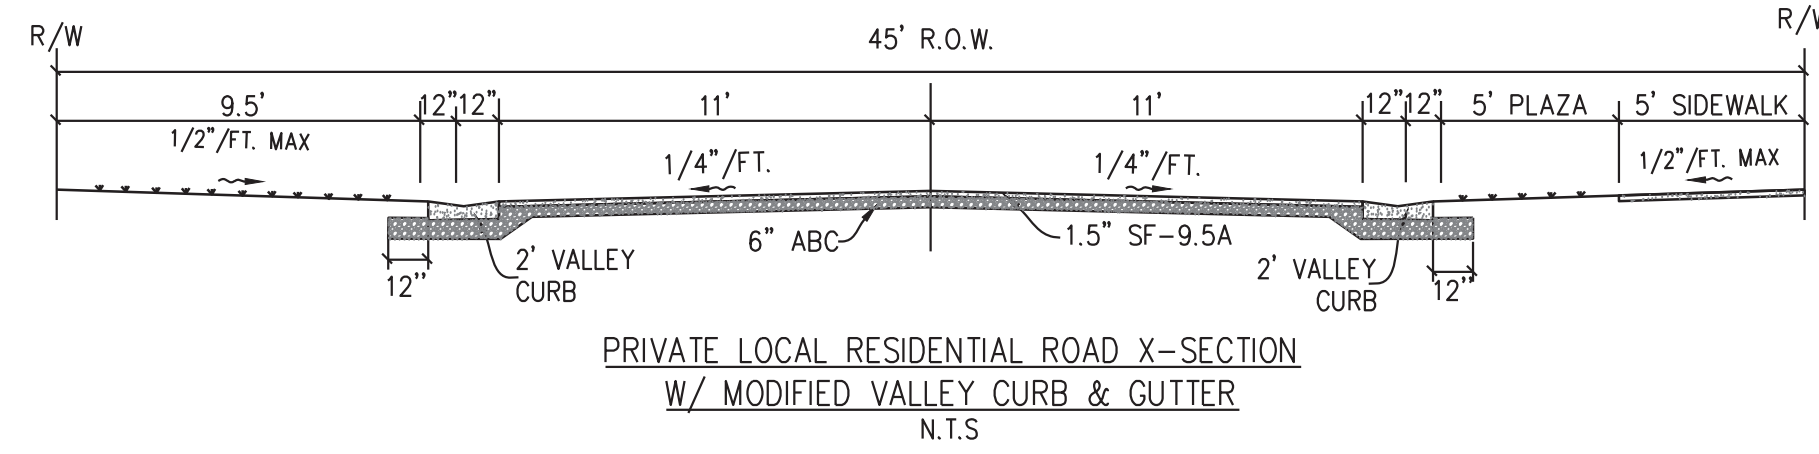 R/W
45' R.O.W.
R/W
9.5'
12"
12"
11'
11'
12"
12"
5' PLAZA
5' SIDEWALK
1/2"/FT. MAX
1/4"/FT.
1/4"/FT.
1/2"/FT. MAX
12"
2' VALLEY
CURB
6" ABC
1.5" SF-9.5A
2' VALLEY
CURB
12"
PRIVATE LOCAL RESIDENTIAL ROAD X-SECTION
W/ MODIFIED VALLEY CURB & GUTTER
N.T.S